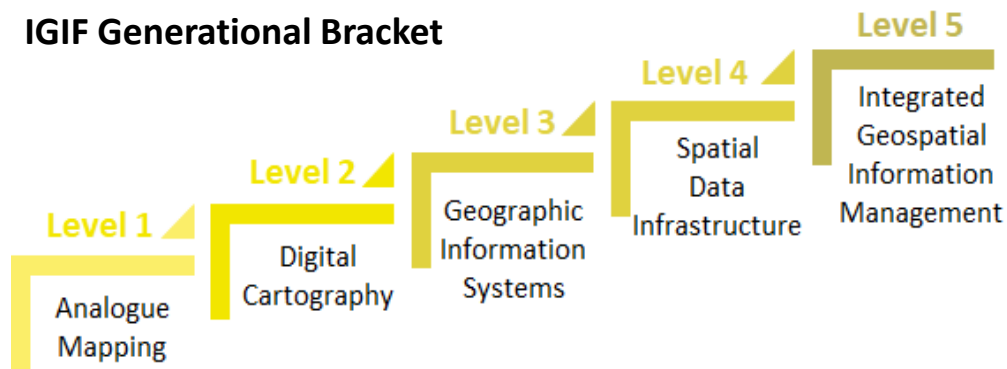 IGIF Generational Bracket
Level 1
Analogue
Mapping
Level 2
Digital
Cartography
Level 3
Geographic
Information
Systems
Level 4
Spatial
Data
Infrastructure
Level 5
Integrated
Geospatial
Information
Management